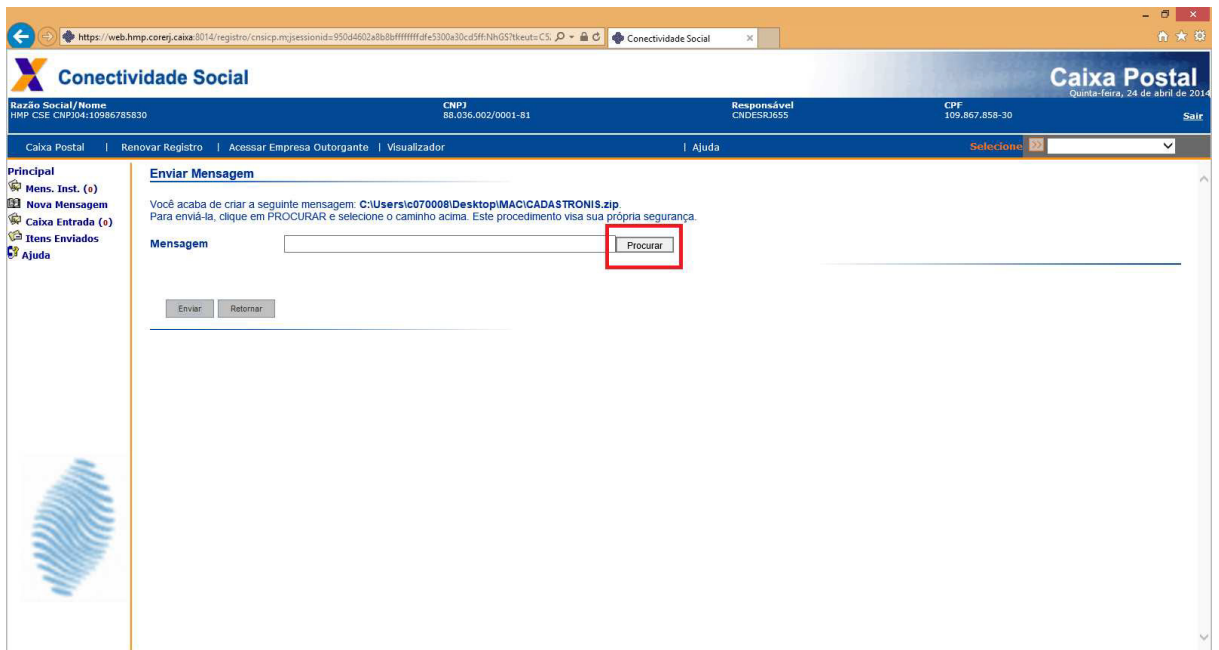 https://web.hmp.corerj.caixa:8014/registro/cnsicp.m;jsessionid=950d4602a8b8bffffffffdfe5300a30cd5ff:NhGS?tkeut=C5.
Conectividade Social
Conectividade Social
Caixa Postal
Quinta-feira, 24 de abril de 2014
Razão Social/Nome CNPJ Responsável CPF
HMP CSE CNPJ04:10986785830 88.036.002/0001-81 CNDESRJ655 109.867.858-30
Sair
Caixa Postal | Renovar Registro | Acessar Empresa Outorgante | Visualizador | Ajuda Selecione
Principal
Mens. Inst. (0)
Nova Mensagem
Caixa Entrada (0)
Itens Enviados
Ajuda
Enviar Mensagem
Você acaba de criar a seguinte mensagem: C:\Users\c070008\Desktop\MAC\CADASTRONIS.zip.
Para enviá-la, clique em PROCURAR e selecione o caminho acima. Este procedimento visa sua própria segurança.
Mensagem Procurar
Enviar Retornar